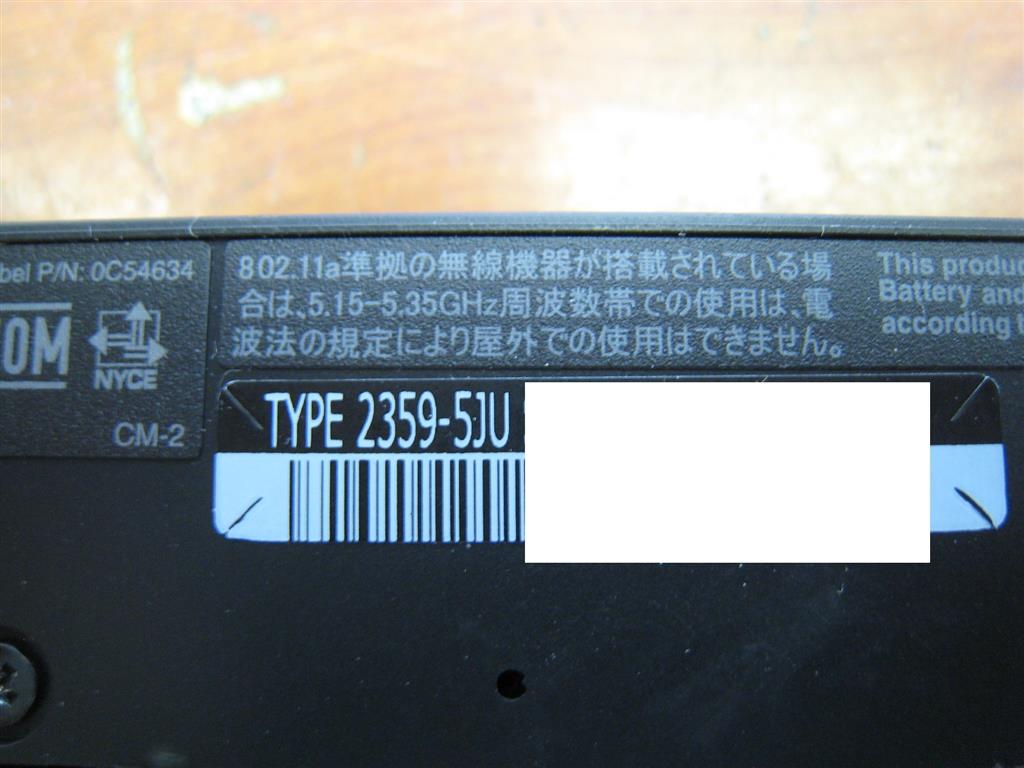 P/N: 0C54634
NYCE
CM-2
802.11a準拠の無線機器が搭載されている場
合は、5.15-5.35GHz周波数帯での使用は、電
波法の規定により屋外での使用はできません。
This
Battery and
according
TYPE 2359-5JU